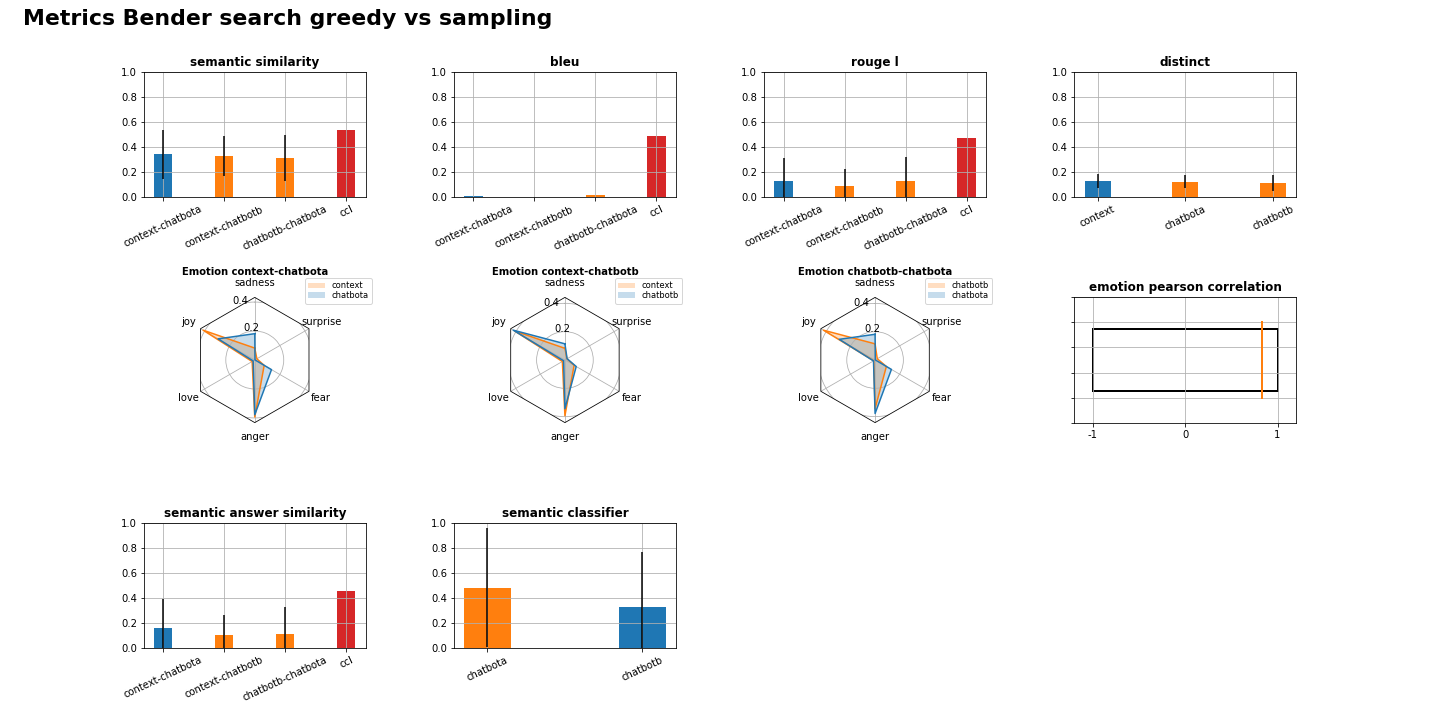 Metrics Bender search greedy vs sampling
semantic similarity
1.0
0.8
0.6
0.4
0.2
0.0
context-chatbota
context-chatbotb
chatbotb-chatbota
ccl
bleu
1.0
0.8
0.6
0.4
0.2
0.0
context-chatbota
context-chatbotb
chatbotb-chatbota
ccl
rouge l
1.0
0.8
0.6
0.4
0.2
0.0
context-chatbota
context-chatbotb
chatbotb-chatbota
ccl
distinct
1.0
0.8
0.6
0.4
0.2
0.0
context
chatbota
chatbotb
Emotion context-chatbota
sadness
context
chatbota
0.4
0.2
joy
surprise
love
fear
anger
Emotion context-chatbotb
sadness
context
chatbotb
0.4
0.2
joy
surprise
love
fear
anger
Emotion chatbotb-chatbota
sadness
chatbotb
chatbota
0.4
0.2
joy
surprise
love
fear
anger
emotion pearson correlation
-1
0
1
semantic answer similarity
1.0
0.8
0.6
0.4
0.2
0.0
context-chatbota
context-chatbotb
chatbotb-chatbota
ccl
semantic classifier
1.0
0.8
0.6
0.4
0.2
0.0
chatbota
chatbotb